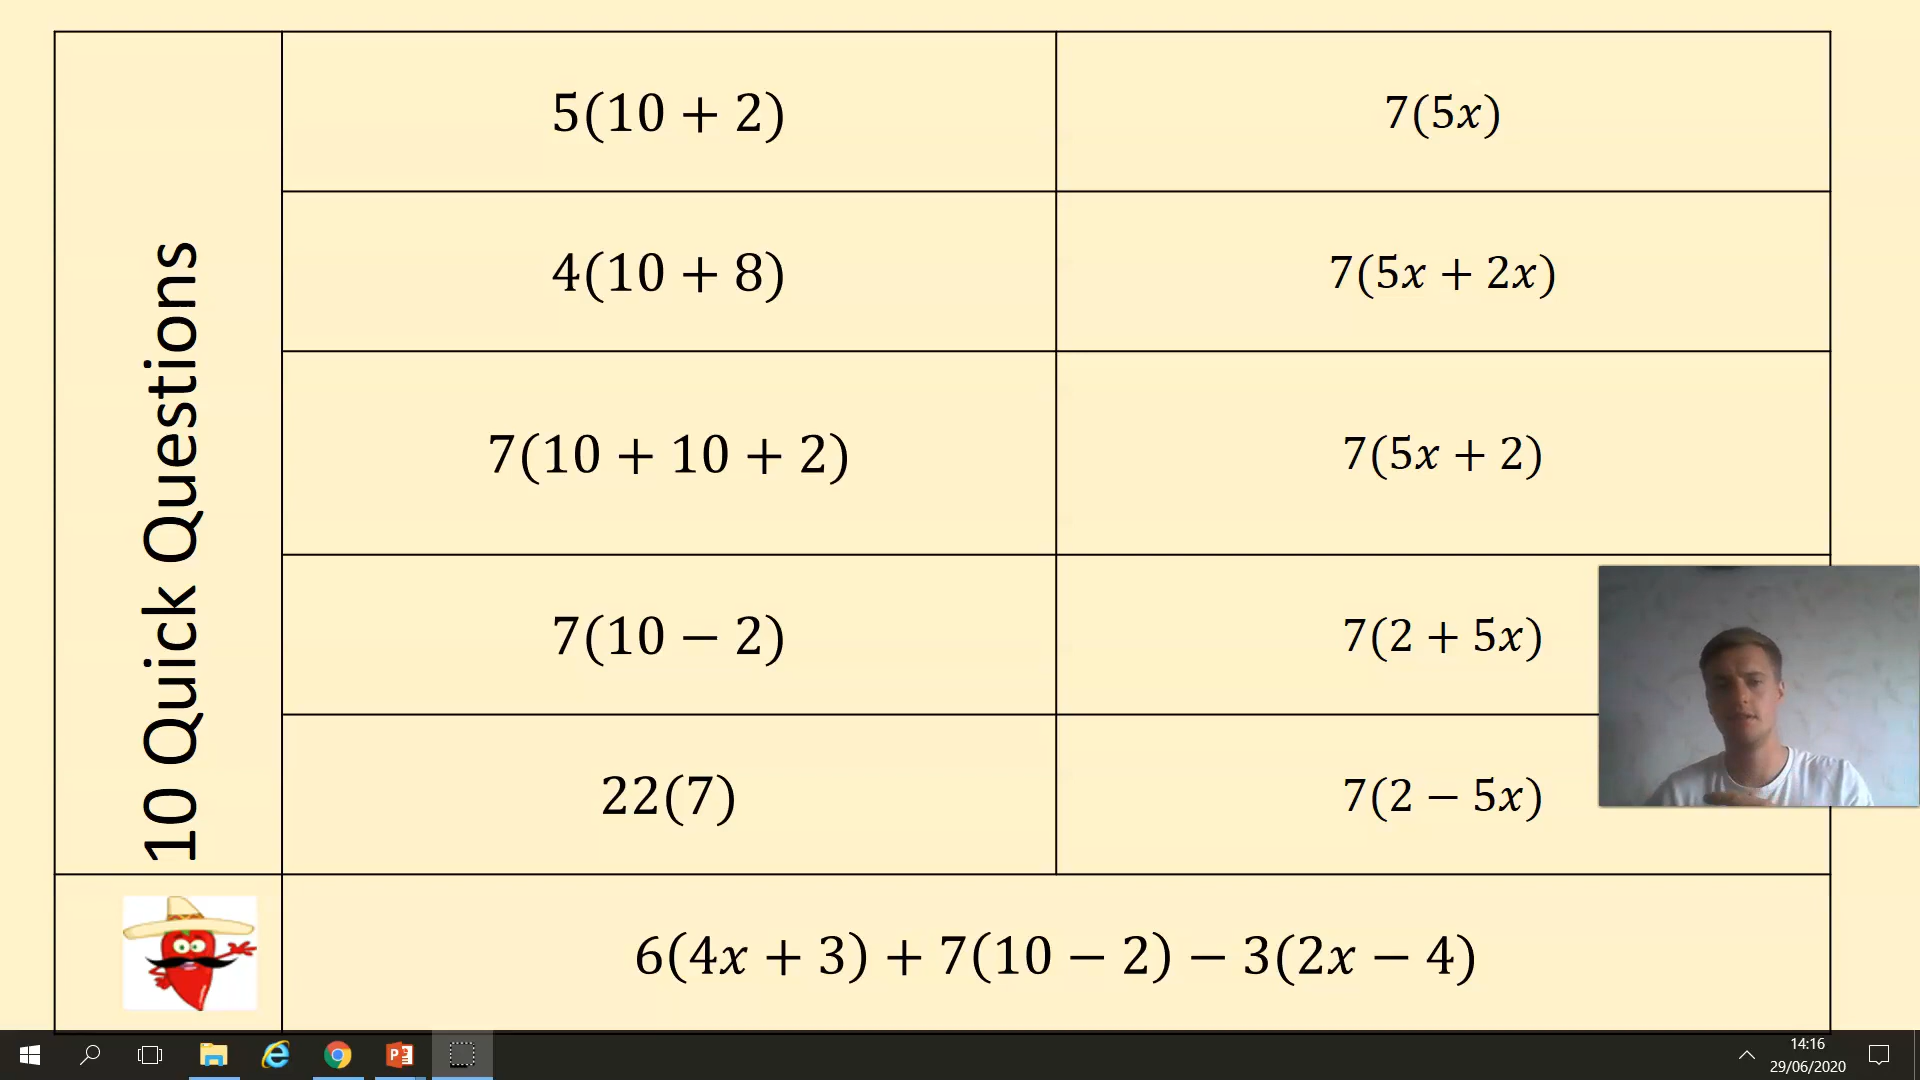 10 Quick Questions
5(10 + 2)
7(5x)
4(10 + 8)
7(5x + 2x)
7(10 + 10 + 2)
7(5x + 2)
7(10 − 2)
7(2 + 5x)
22(7)
7(2 − 5x)
6(4x + 3) + 7(10 − 2) − 3(2x − 4)
14:16
29/06/2020